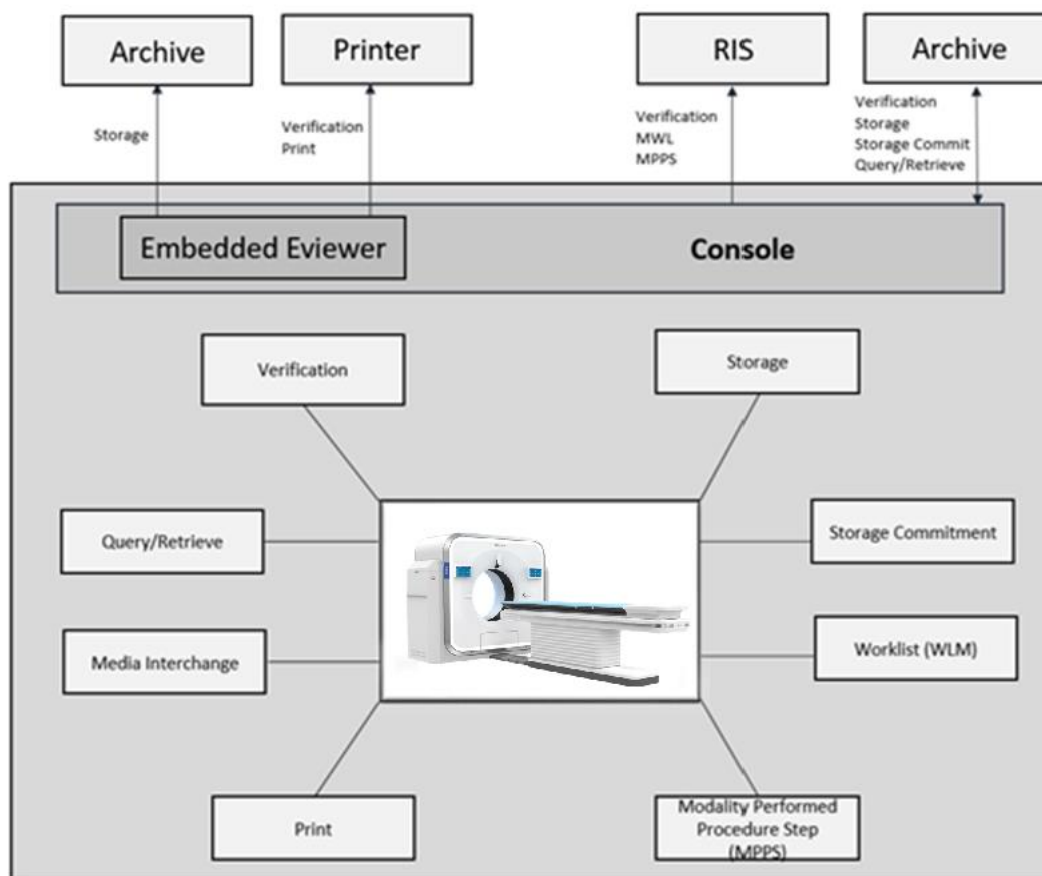 Archive
Printer
RIS
Archive
Storage
Verification
Print
Verification
MWL
MPPS
Verification
Storage
Storage Commit
Query/Retrieve
Embedded Eviewer
Console
Verification
Storage
Query/Retrieve
Storage Commitment
Media Interchange
Worklist (WLM)
Print
Modality Performed
Procedure Step
(MPPS)